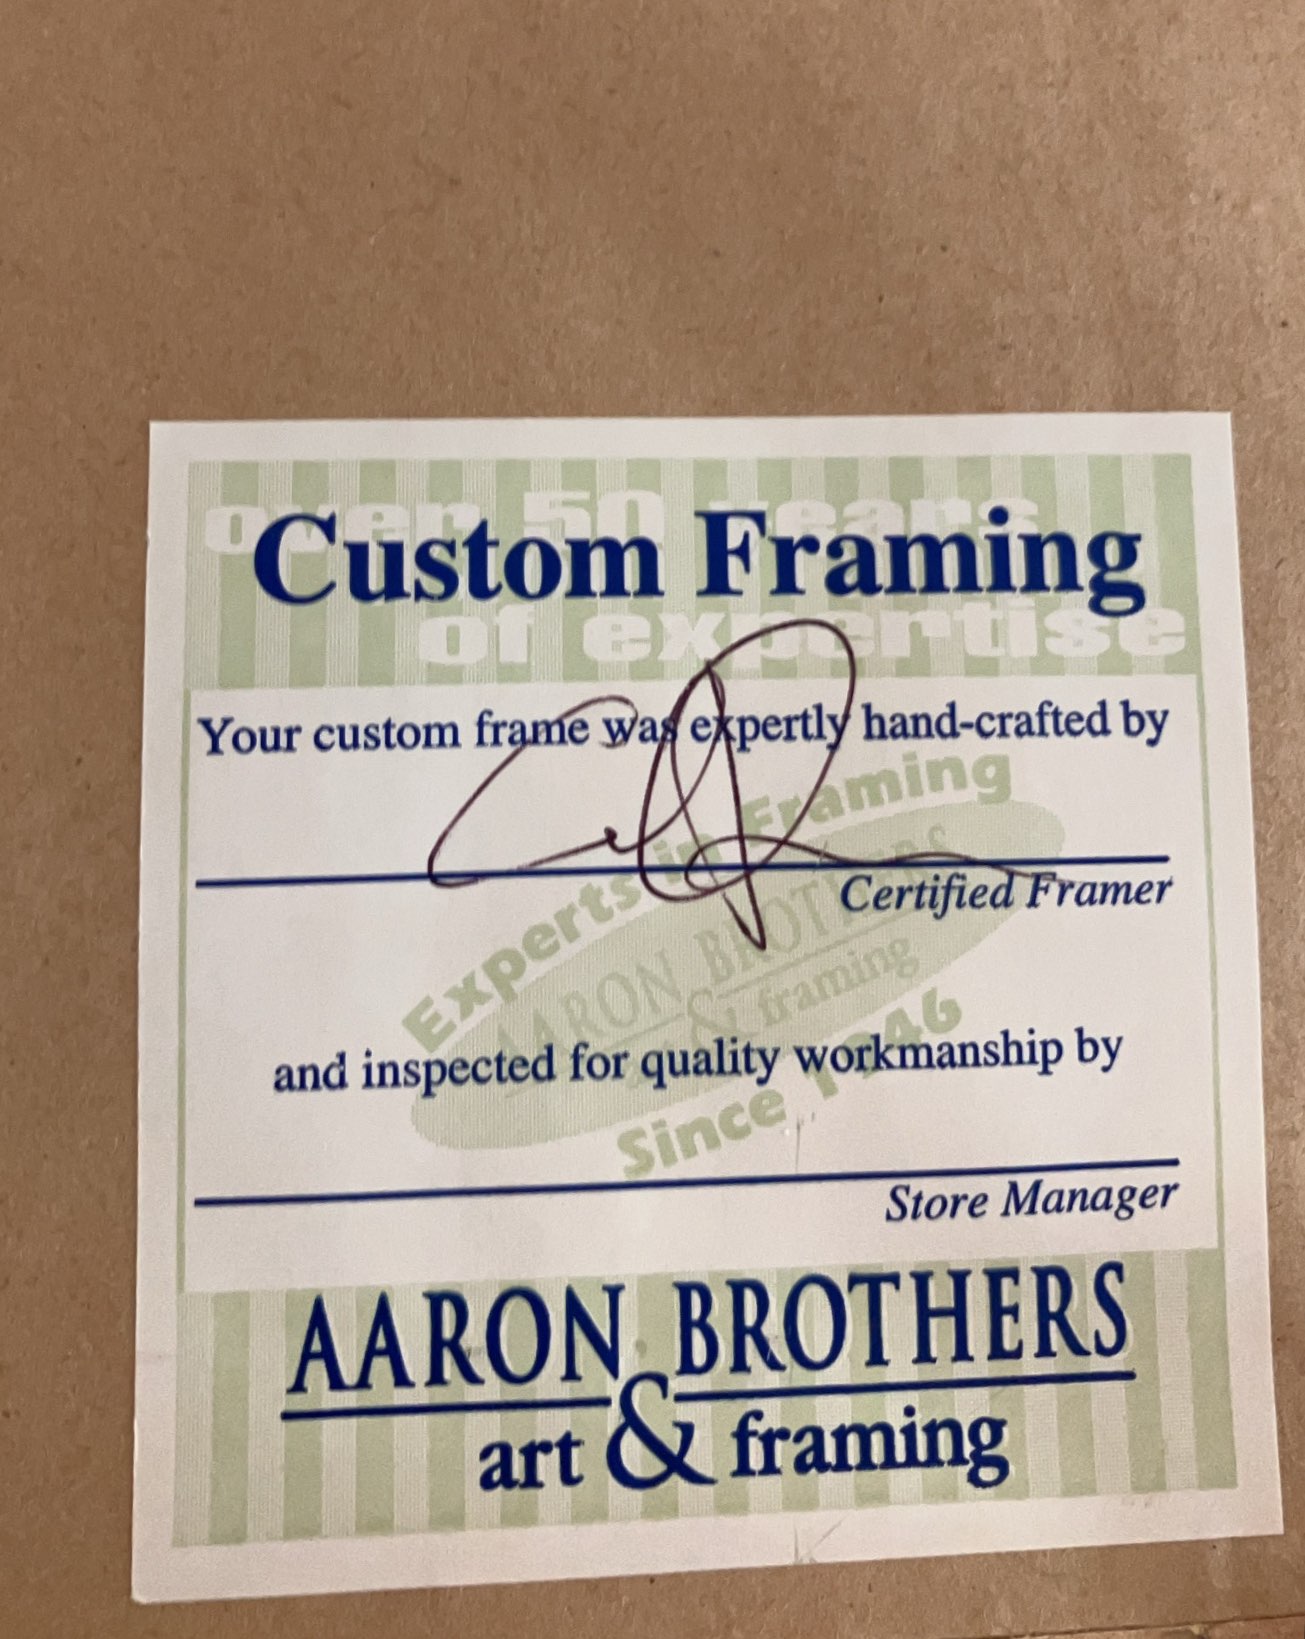 over 50 years
Custom Framing
of expertise
Your custom frame was expertly hand-crafted by
Experts in Framing
Certified Framer
AARON BROTHERS
& framing
and inspected for quality workmanship by
Since 1946
Store Manager
AARON BROTHERS
art & framing